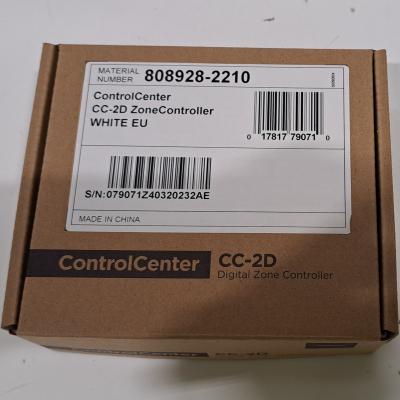 MATERIAL NUMBER 808928-2210
ControlCenter
CC-2D ZoneController
WHITE EU
0 17817 79071 0
S/N:079071Z40320232AE
MADE IN CHINA
ControlCenter CC-2D
Digital Zone Controller